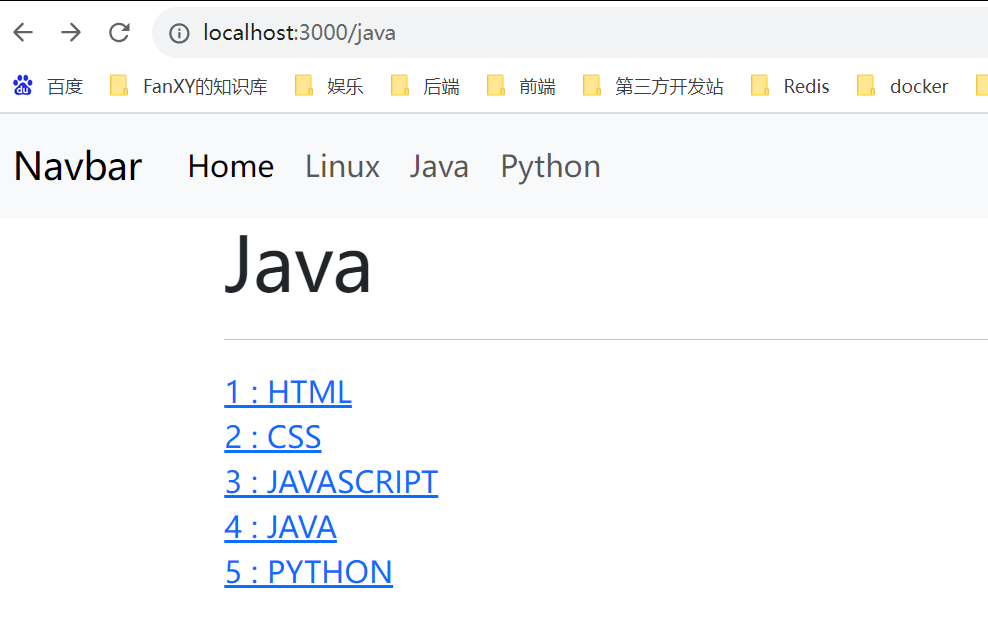 localhost:3000/java
百度 FanXY的知识库 娱乐 后端 前端 第三方开发站 Redis docker
Navbar Home Linux Java Python
Java
1 : HTML
2 : CSS
3 : JAVASCRIPT
4 : JAVA
5 : PYTHON